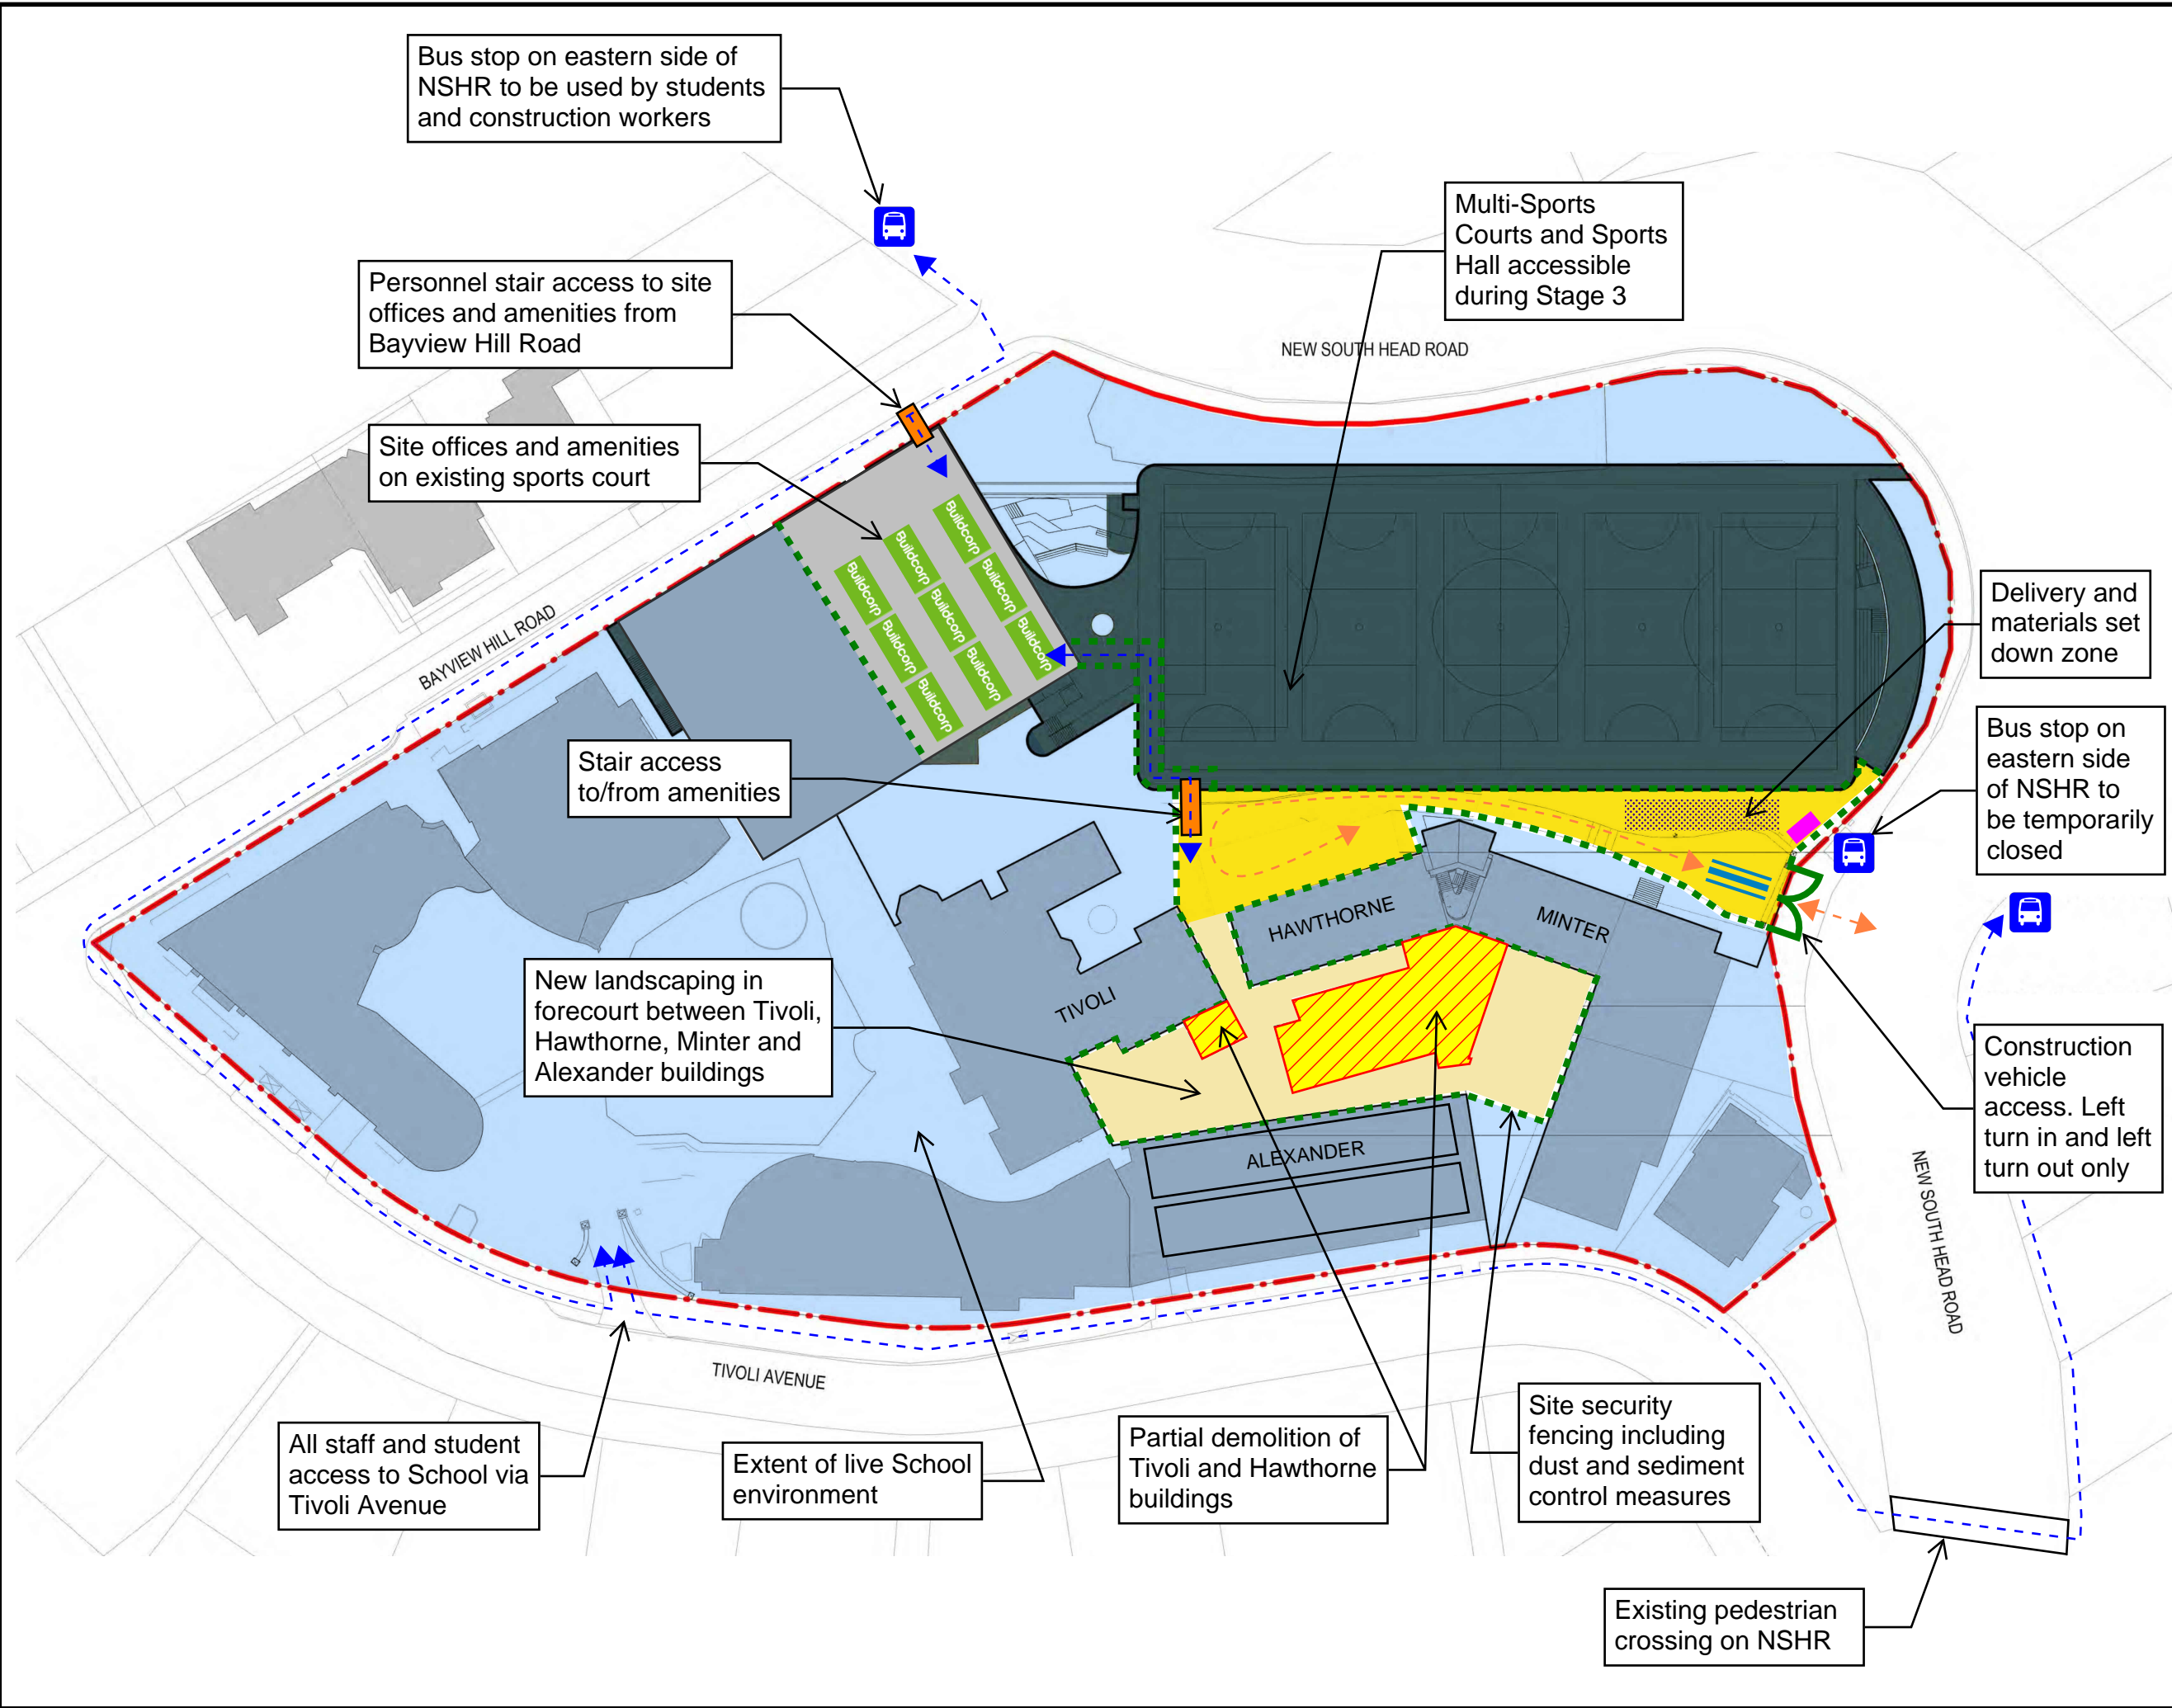 Bus stop on eastern side of
NSHR to be used by students
and construction workers
Multi-Sports
Courts and Sports
Hall accessible
during Stage 3
Personnel stair access to site
offices and amenities from
Bayview Hill Road
NEW SOUTH HEAD ROAD
Site offices and amenities
on existing sports court
Buildcorp
Buildcorp
Buildcorp
Buildcorp
Buildcorp
Buildcorp
Buildcorp
Buildcorp
Buildcorp
BAYVIEW HILL ROAD
Delivery and
materials set
down zone
Stair access
to/from amenities
Bus stop on
eastern side
of NSHR to
be temporarily
closed
HAWTHORNE
MINTER
New landscaping in
forecourt between Tivoli,
Hawthorne, Minter and
Alexander buildings
TIVOLI
Construction
vehicle
access. Left
turn in and left
turn out only
ALEXANDER
NEW SOUTH HEAD ROAD
TIVOLI AVENUE
All staff and student
access to School via
Tivoli Avenue
Extent of live School
environment
Partial demolition of
Tivoli and Hawthorne
buildings
Site security
fencing including
dust and sediment
control measures
Existing pedestrian
crossing on NSHR